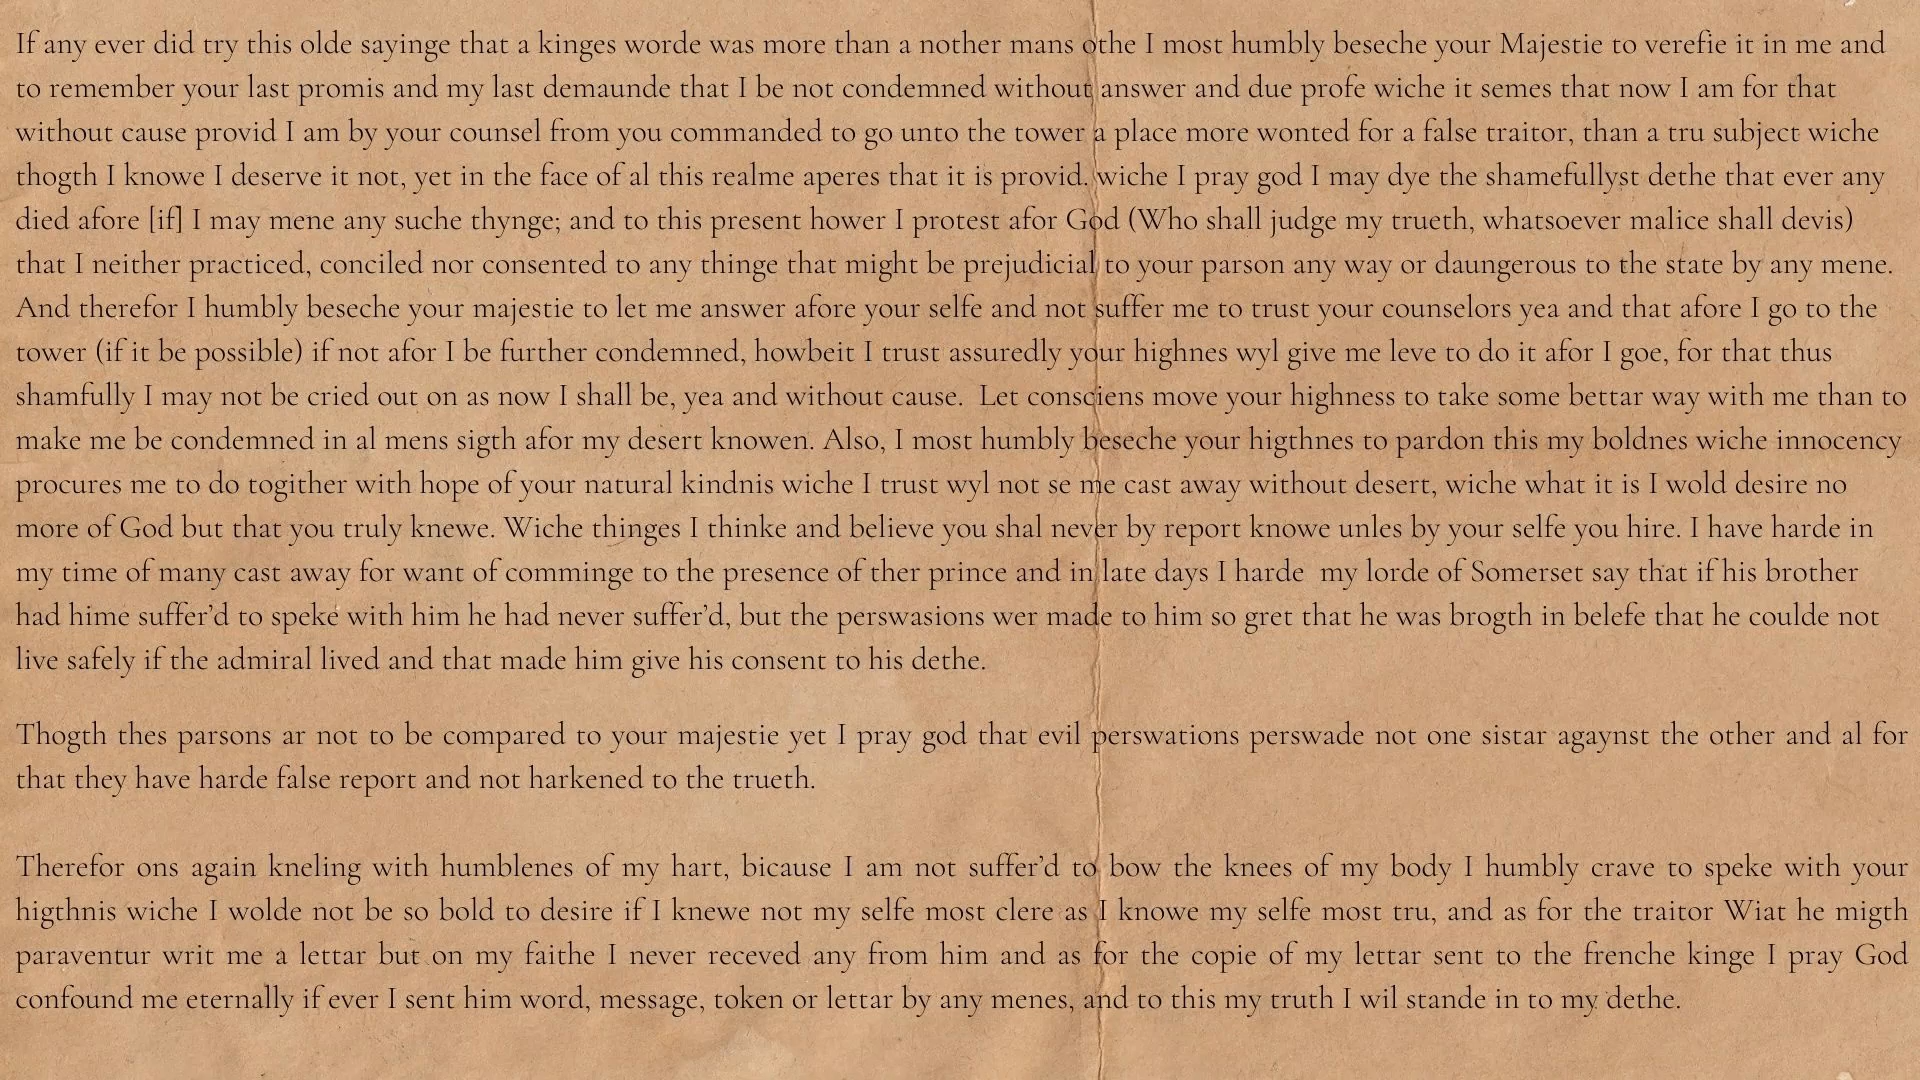 If any ever did try this olde sayinge that a kinges worde was more than a nother mans othe I most humbly beseche your Majestie to verefie it in me and
to remember your last promis and my last demaunde that I be not condemned without answer and due profe wiche it semes that now I am for that
without cause provid I am by your counsel from you commanded to go unto the tower a place more wonted for a false traitor, than a tru subject wiche
thogth I knowe I deserve it not, yet in the face of al this realme aperes that it is provid. wiche I pray god I may dye the shamefullyst dethe that ever any
died afore [if] I may mene any suche thynge; and to this present hower I protest afor God (Who shall judge my trueth, whatsoever malice shall devis)
that I neither practiced, conciled nor consented to any thinge that might be prejudicial to your parson any way or daungerous to the state by any mene.
And therefor I humbly beseche your majestie to let me answer afore your selfe and not suffer me to trust your counselors yea and that afore I go to the
tower (if it be possible) if not afor I be further condemned, howbeit I trust assuredly your highnes wyl give me leve to do it afor I goe, for that thus
shamfully I may not be cried out on as now I shall be, yea and without cause.  Let consciens move your highness to take some bettar way with me than to
make me be condemned in al mens sigth afor my desert knowen. Also, I most humbly beseche your higthnes to pardon this my boldnes wiche innocency
procures me to do togither with hope of your natural kindnis wiche I trust wyl not se me cast away without desert, wiche what it is I wold desire no
more of God but that you truly knewe. Wiche thinges I thinke and believe you shal never by report knowe unles by your selfe you hire. I have harde in
my time of many cast away for want of comminge to the presence of ther prince and in late days I harde  my lorde of Somerset say that if his brother
had hime suffer'd to speke with him he had never suffer'd, but the perswasions wer made to him so gret that he was brogth in belefe that he coulde not
live safely if the admiral lived and that made him give his consent to his dethe.
Thogth thes parsons ar not to be compared to your majestie yet I pray god that evil perswations perswade not one sistar agaynst the other and al for
that they have harde false report and not harkened to the trueth.
Therefor ons again kneling with humblenes of my hart, bicause I am not suffer'd to bow the knees of my body I humbly crave to speke with your
higthnis wiche I wolde not be so bold to desire if I knewe not my selfe most clere as I knowe my selfe most tru, and as for the traitor Wiat he migth
paraventur writ me a lettar but on my faithe I never receved any from him and as for the copie of my lettar sent to the frenche kinge I pray God
confound me eternally if ever I sent him word, message, token or lettar by any menes, and to this my truth I wil stande in to my dethe.